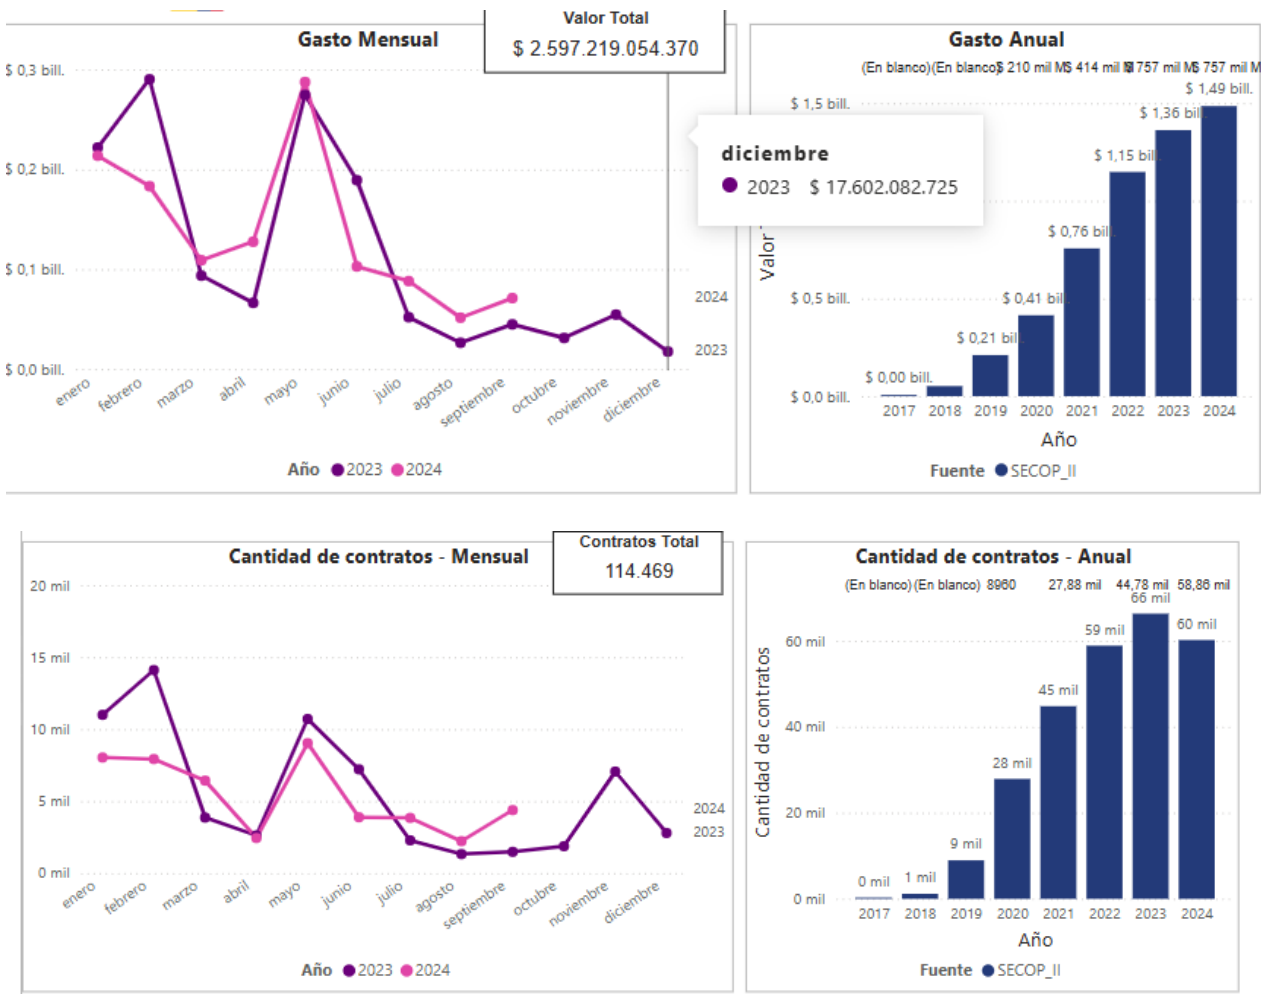 Valor Total
$ 2.597.219.054.370
Gasto Mensual
$ 0,3 bill.
$ 0,2 bill.
$ 0,1 bill.
$ 0,0 bill.
2024
2023
enero
febrero
marzo
abril
mayo
junio
julio
agosto
septiembre
octubre
noviembre
diciembre
Año 2023 2024
diciembre
2023 $ 17.602.082.725
Gasto Anual
(En blanco) (En blanco) $ 210 mil M $ 414 mil 757 mil M $ 757 mil M
$ 1,49 bill.
$ 1,5 bill.
$ 1,36 bill.
$ 1,15 bill.
$ 0,76 bill.
$ 0,5 bill.
$ 0,41 bill.
$ 0,21 bill.
$ 0,00 bill.
$ 0,0 bill.
Valor
2017 2018 2019 2020 2021 2022 2023 2024
Año
Fuente SECOP_II
Contratos Total
114.469
Cantidad de contratos - Mensual
20 mil
15 mil
10 mil
5 mil
0 mil
2024
2023
enero
febrero
marzo
abril
mayo
junio
julio
agosto
septiembre
octubre
noviembre
diciembre
Año 2023 2024
Cantidad de contratos - Anual
(En blanco) (En blanco) 8960 27,88 mil 44,78 mil 58,86 mil
66 mil
60 mil
59 mil
60 mil
45 mil
40 mil
28 mil
20 mil
9 mil
1 mil
0 mil
0 mil
Cantidad de contratos
2017 2018 2019 2020 2021 2022 2023 2024
Año
Fuente SECOP_II